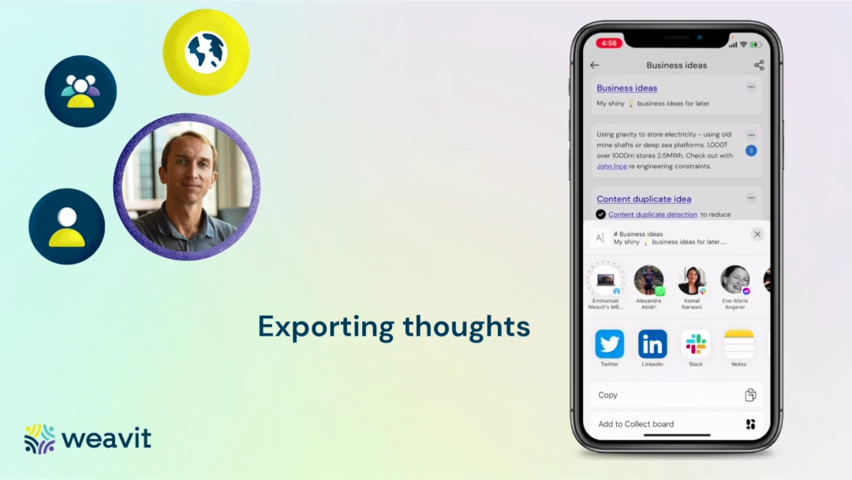 4:56
Business ideas
Business ideas
My shiny 💡 business ideas for later.
Using gravity to store electricity - using old
mine shafts or deep sea platforms. 1.000T
over 1000m stores 2.5MWh. Check out with
John Ince re engineering constraints.
3
Content duplicate idea
Content duplicate detection to reduce
# Business ideas
My shiny 💡 business ideas for later....
Emmanuel
Weavit's MB...
Alexandre
Abidri
Komal
Narwani
Eve-Marie
Angerer
Twitter
LinkedIn
Slack
Notes
Copy
Add to Collect board
Exporting thoughts
weavit